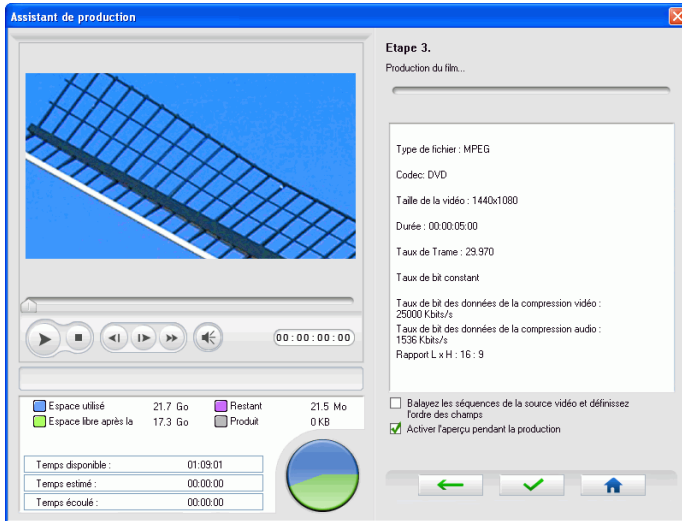 Assistant de production
Etape 3.
Production du film...
Type de fichier : MPEG
Codec: DVD
Taille de la vidéo : 1440x1080
Durée : 00:00:05:00
Taux de Trame : 29.970
Taux de bit constant
Taux de bit des données de la compression vidéo :
25000 Kbits/s
Taux de bit des données de la compression audio :
1536 Kbits/s
Rapport L x H : 16 : 9
00:00:00:00
Espace utilisé 21.7 Go Restant 21.5 Mo
Espace libre après la 17.3 Go Produit 0 KB
Temps disponible : 01:09:01
Temps estimé : 00:00:00
Temps écoulé : 00:00:00
Balayez les séquences de la source vidéo et définissez
l'ordre des champs
Activer l'aperçu pendant la production